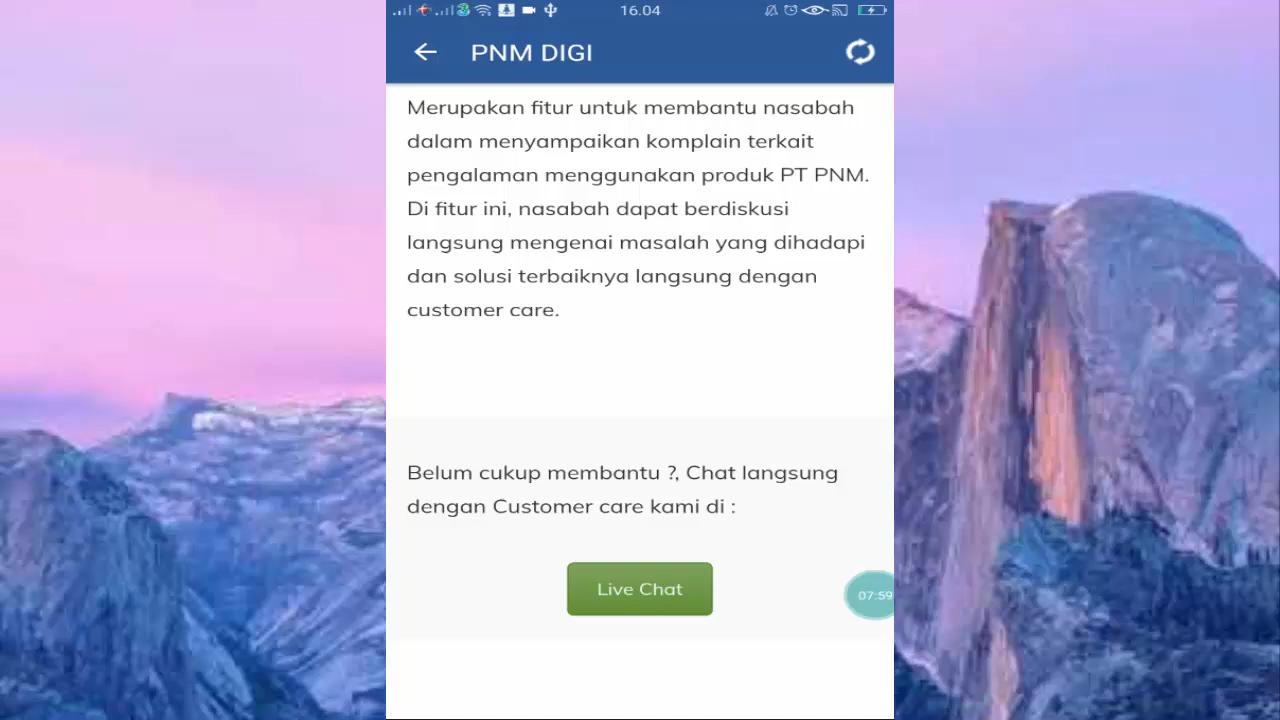 16.04
PNM DIGI
Merupakan fitur untuk membantu nasabah
dalam menyampaikan komplain terkait
pengalaman menggunakan produk PT PNM.
Di fitur ini, nasabah dapat berdiskusi
langsung mengenai masalah yang dihadapi
dan solusi terbaiknya langsung dengan
customer care.
Belum cukup membantu ?, Chat langsung
dengan Customer care kami di :
Live Chat
07:59